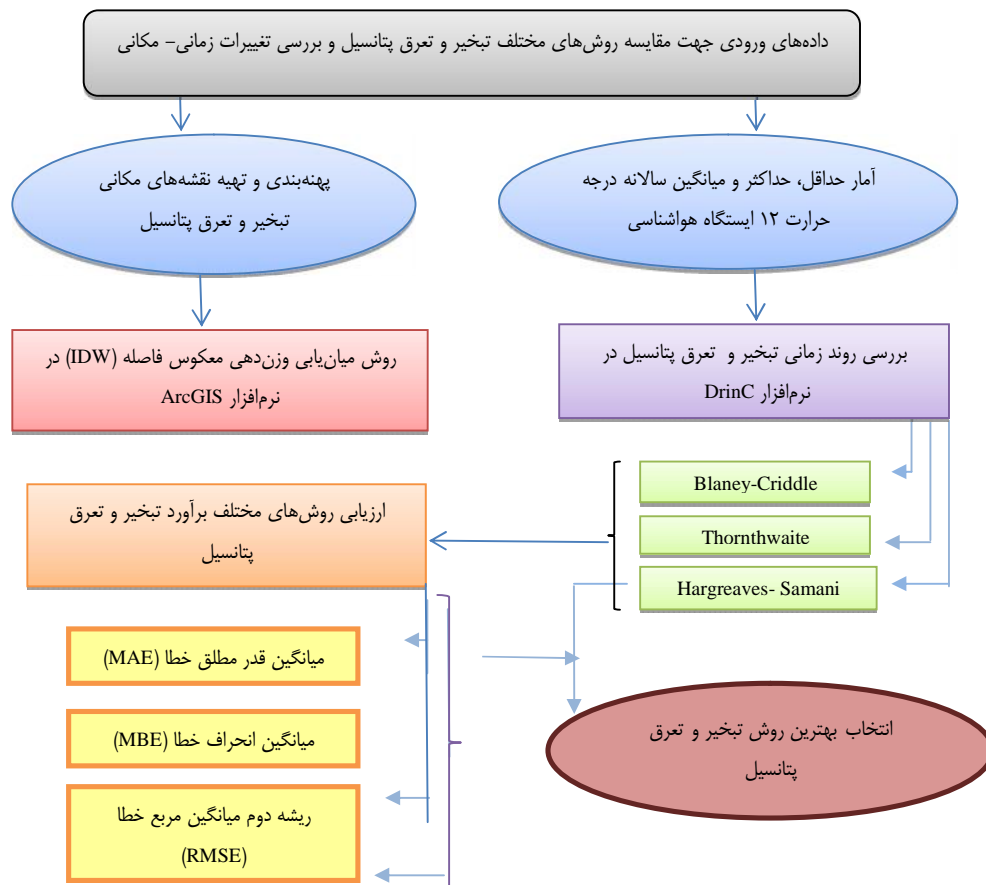 داده‌های ورودی جهت مقایسه روش‌های مختلف تبخیر و تعرق پتانسیل و بررسی تغییرات زمانی- مکانی
آمار حداقل، حداکثر و میانگین سالانه درجه
حرارت ۱۲ ایستگاه هواشناسی
پهنه‌بندی و تهیه نقشه‌های مکانی
تبخیر و تعرق پتانسیل
بررسی روند زمانی تبخیر و تعرق پتانسیل در
نرم‌افزار DrinC
روش میان‌یابی وزن‌دهی معکوس فاصله (IDW) در
نرم‌افزار ArcGIS
Blaney-Criddle
Thornthwaite
Hargreaves- Samani
ارزیابی روش‌های مختلف برآورد تبخیر و تعرق
پتانسیل
میانگین قدر مطلق خطا (MAE)
میانگین انحراف خطا (MBE)
ریشه دوم میانگین مربع خطا
(RMSE)
انتخاب بهترین روش تبخیر و تعرق
پتانسیل